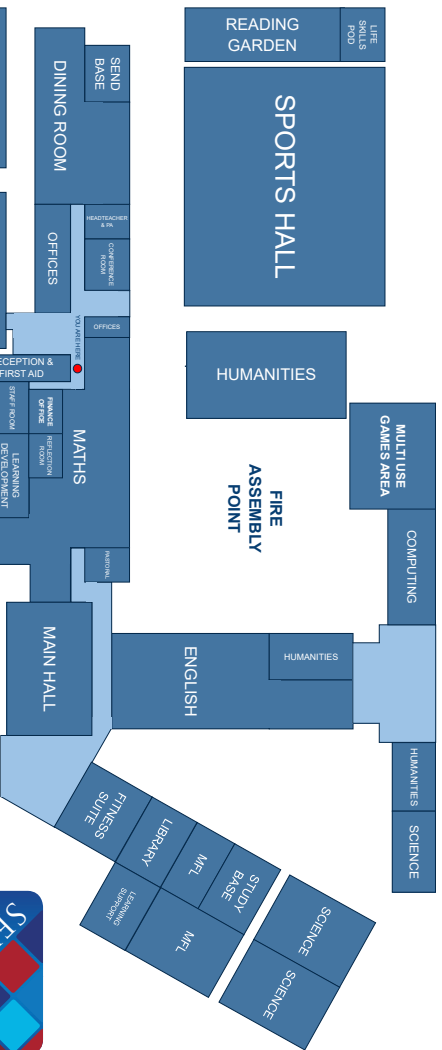 READING
GARDEN
LIFE
SKILLS
POD
SPORTS HALL
SEND
BASE
DINING ROOM
HEADTEACHER
& PA
CONFERENCE
ROOM
OFFICES
OFFICES
YOU ARE HERE
RECEPTION &
FIRST AID
STAFF ROOM
FINANCE
OFFICE
REFLECTION
ROOM
LEARNING
DEVELOPMENT
MATHS
PASTORAL
HUMANITIES
FIRE
ASSEMBLY
POINT
MULTI USE
GAMES AREA
COMPUTING
MAIN HALL
ENGLISH
HUMANITIES
HUMANITIES
SCIENCE
FITNESS
SUITE
LIBRARY
MFL
STUDY
BASE
LEARNING
SUPPORT
MFL
SCIENCE
SCIENCE